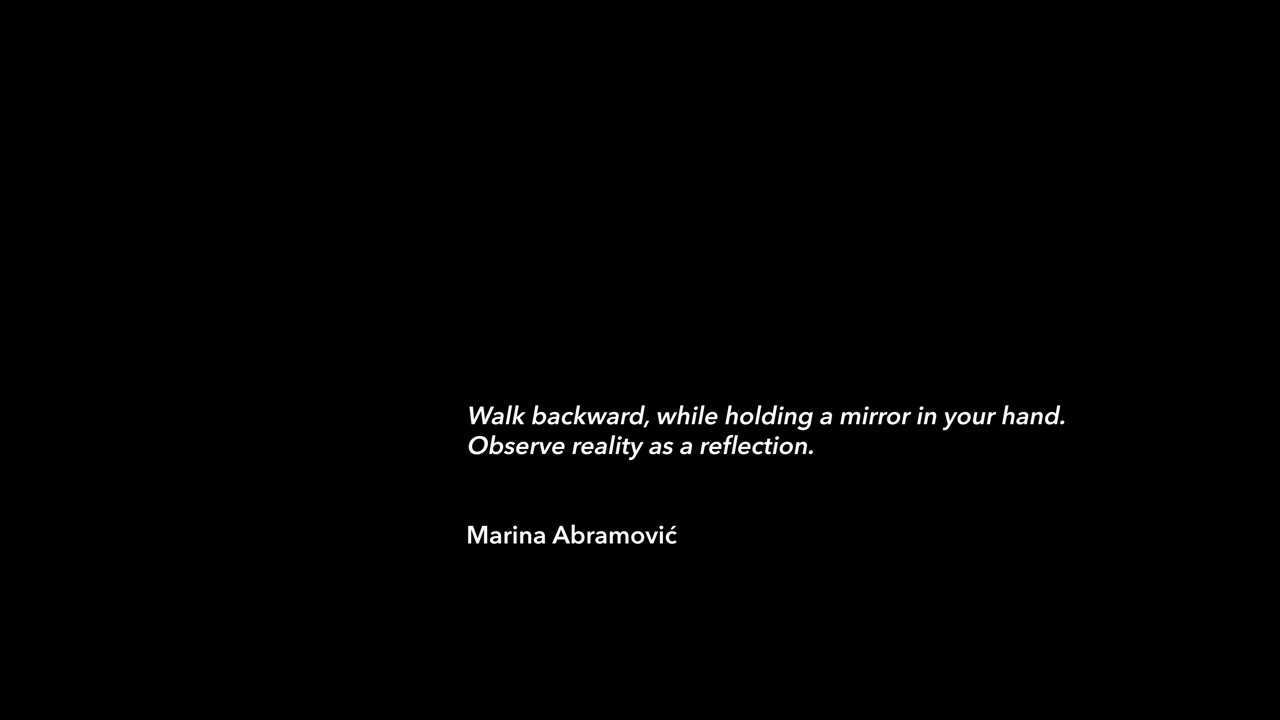 Walk backward, while holding a mirror in your hand.
Observe reality as a reflection.
Marina Abramović